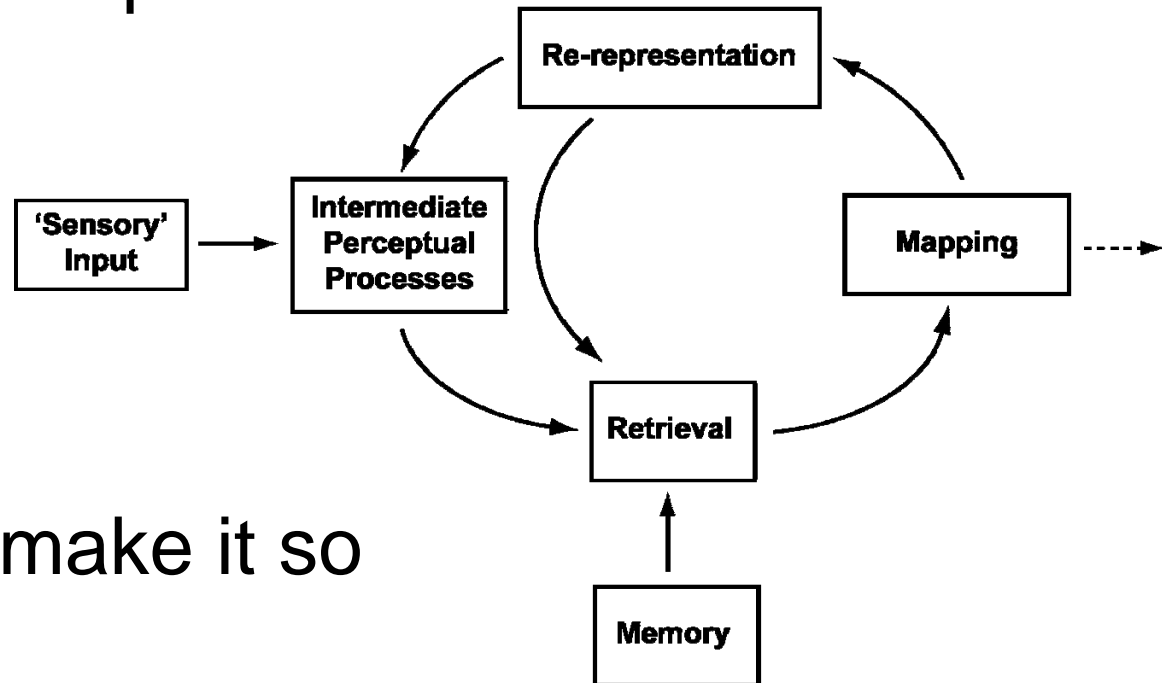 Re-representation
'Sensory'
Input
Intermediate
Perceptual
Processes
Mapping
Retrieval
make it so
Memory